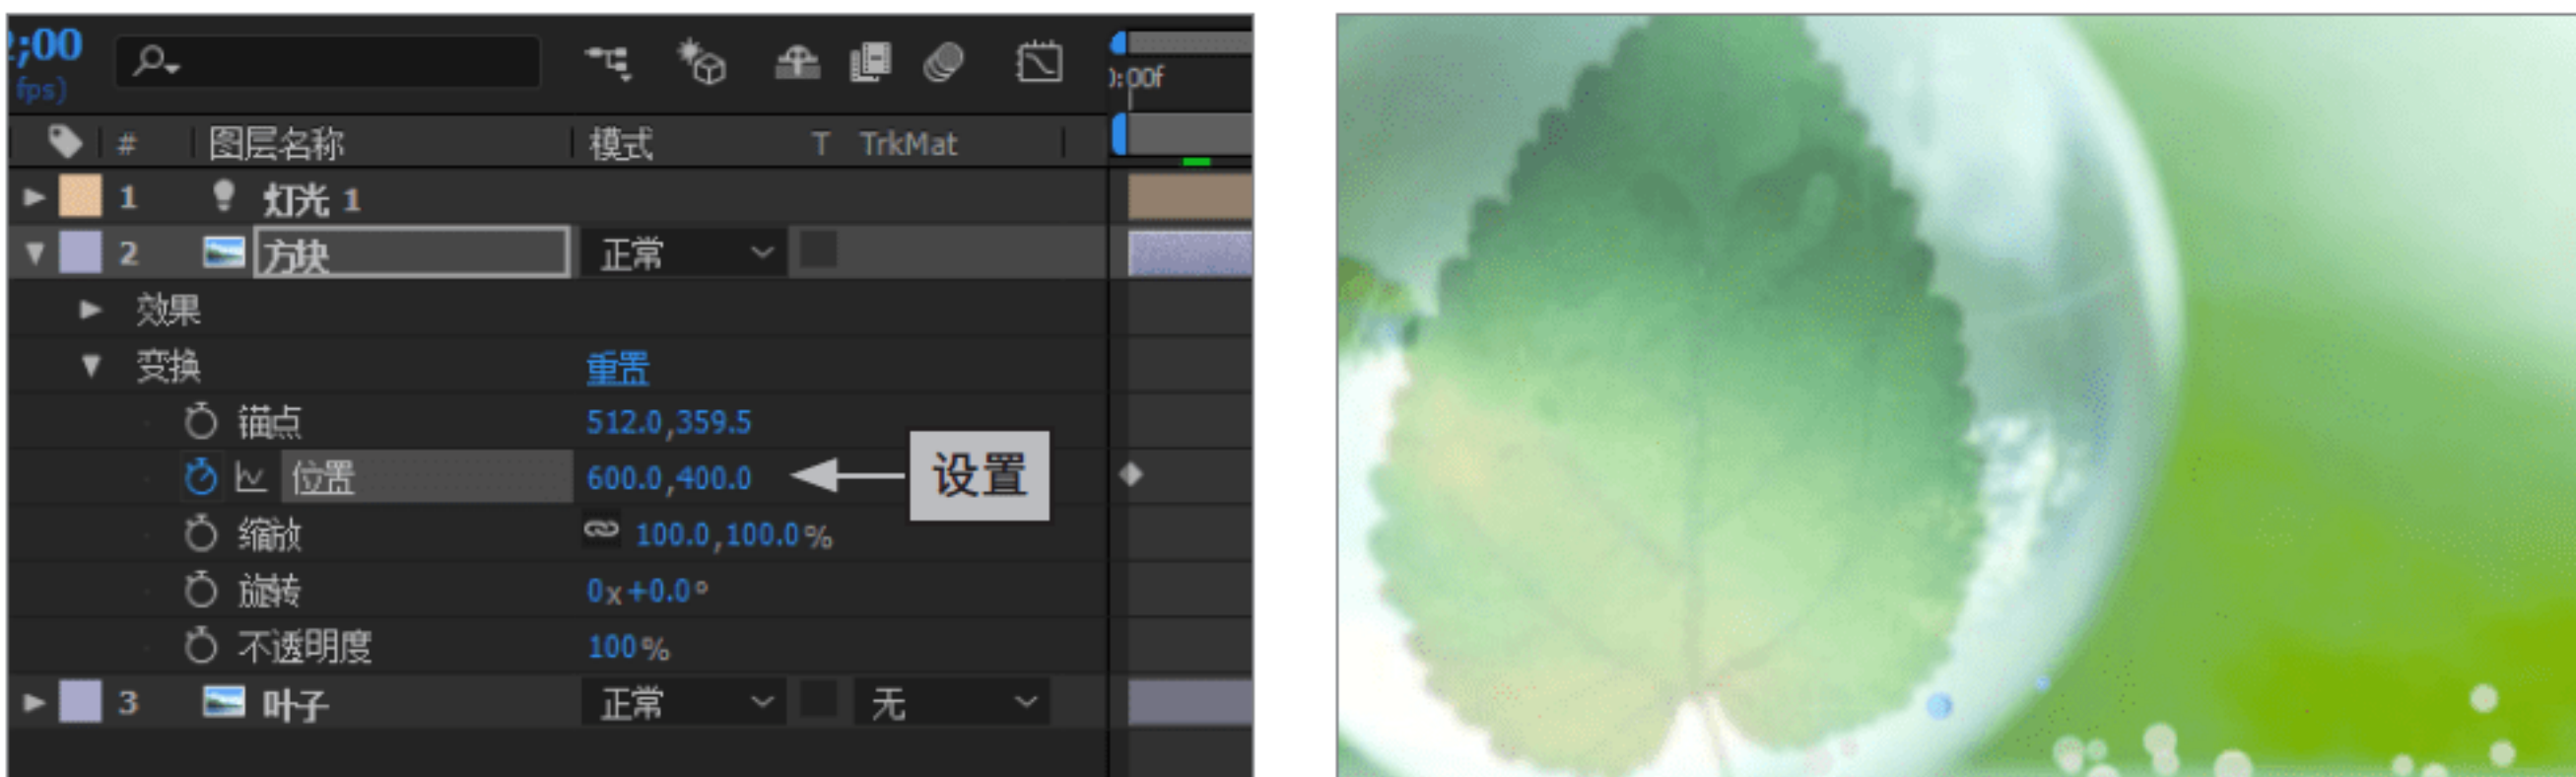 ;00
fps)
0:00f
# 图层名称 模式 T TrkMat
1 灯光 1
2 方块 正常
效果
变换 重置
锚点 512.0,359.5
位置 600.0,400.0 设置
缩放 100.0,100.0%
旋转 0x+0.0°
不透明度 100%
3 叶子 正常 无